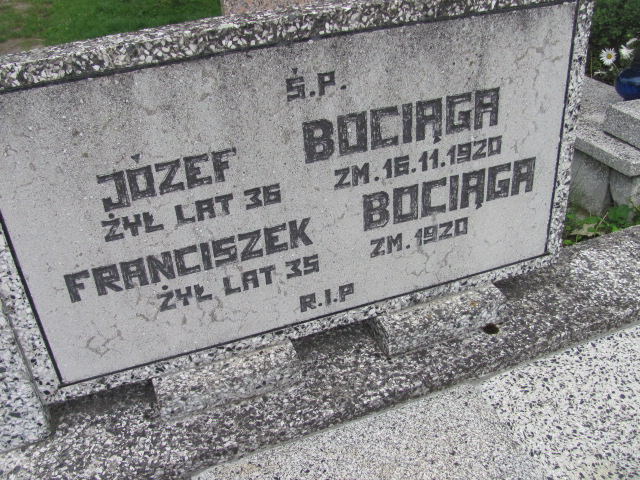 Ś.P.
JÓZEF BOCIĄGA
ŻYŁ LAT 36 ZM. 16.11.1920
FRANCISZEK BOCIĄGA
ŻYŁ LAT 35 ZM. 1920
R.I.P